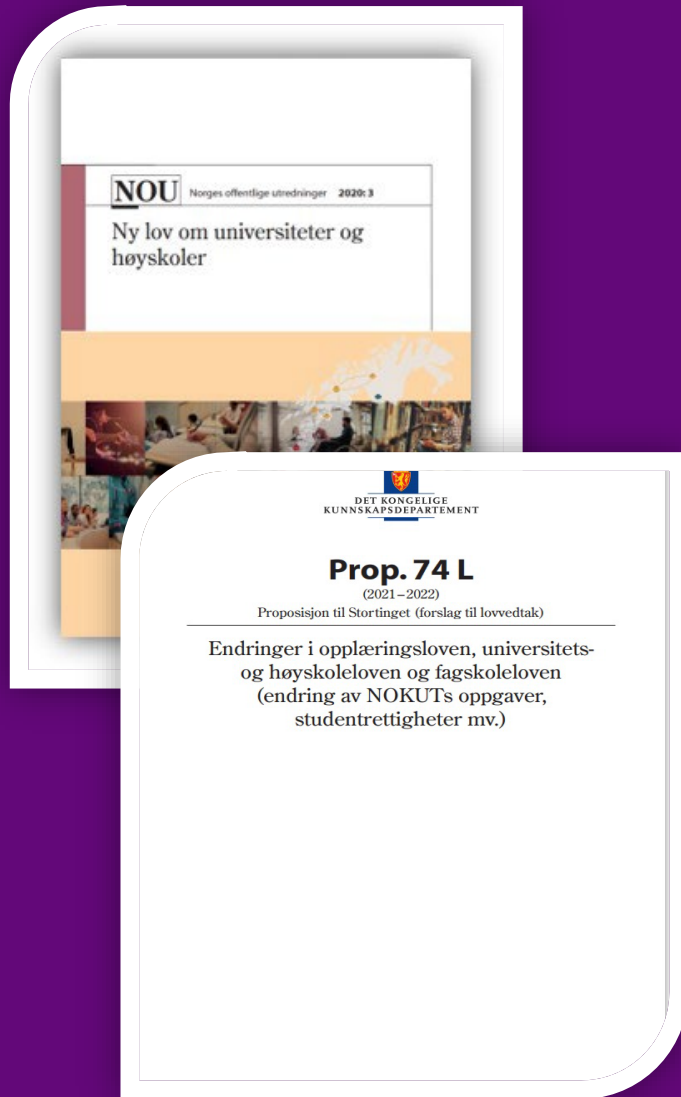 NOU Norges offentlige utredninger 2020: 3
Ny lov om universiteter og
høyskoler
DET KONGELIGE
KUNNSKAPSDEPARTEMENT
Prop. 74 L
(2021–2022)
Proposisjon til Stortinget (forslag til lovvedtak)
Endringer i opplæringsloven, universitets-
og høyskoleloven og fagskoleloven
(endring av NOKUTs oppgaver,
studentrettigheter mv.)